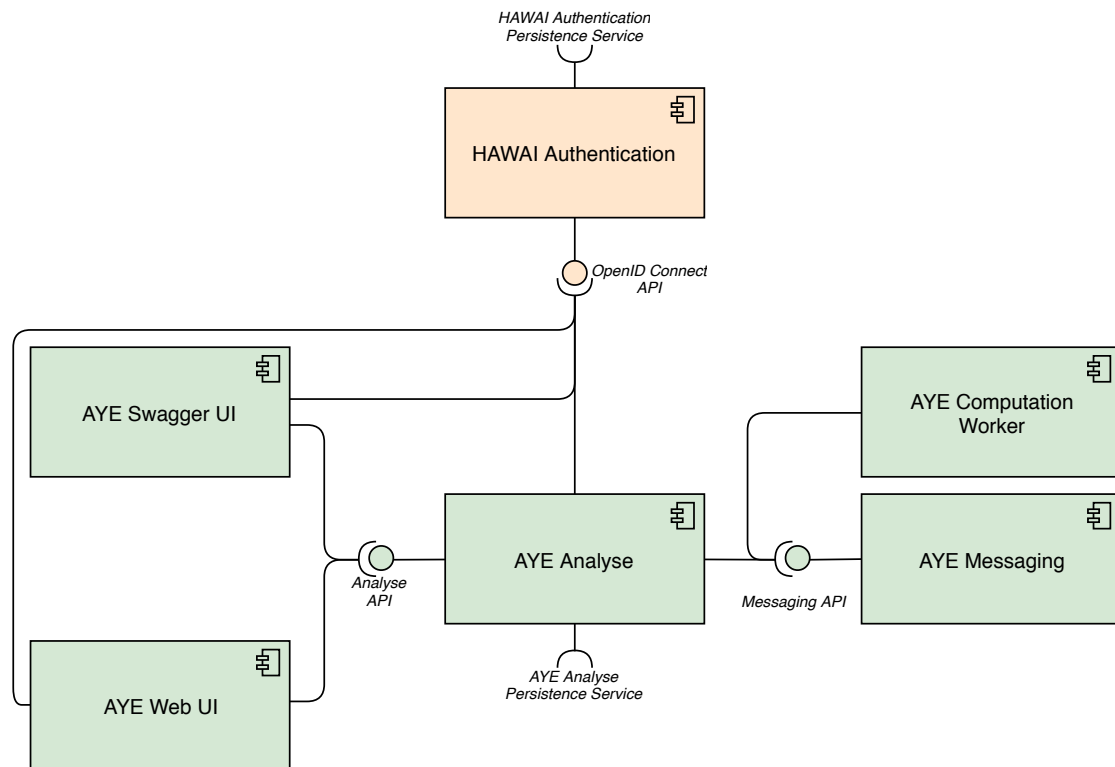 HAWAI Authentication
Persistence Service
HAWAI Authentication
OpenID Connect
API
AYE Swagger UI
AYE Computation
Worker
AYE Analyse
AYE Messaging
Analyse
API
Messaging API
AYE Analyse
Persistence Service
AYE Web UI